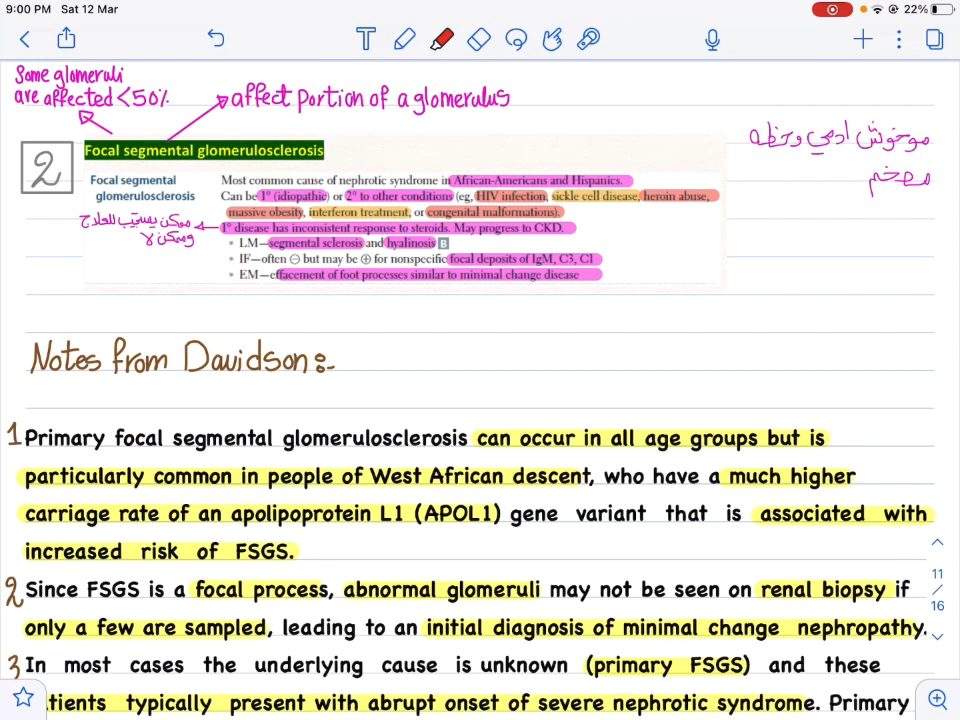 9:00 PM Sat 12 Mar
22%
Some glomeruli
are affected <50%
affect portion of a glomerulus
2
Focal segmental glomerulosclerosis
Focal segmental
glomerulosclerosis
Most common cause of nephrotic syndrome in African-Americans and Hispanics.
Can be 1° (idiopathic) or 2° to other conditions (eg, HIV infection, sickle cell disease, heroin abuse,
massive obesity, interferon treatment, or congenital malformations).
1° disease has inconsistent response to steroids. May progress to CKD.
• LM—segmental sclerosis and hyalinosis B
• IF—often ⊖ but may be ⊕ for nonspecific focal deposits of IgM, C3, C1
• EM—effacement of foot processes similar to minimal change disease
ممكن يستجيب للعلاج
وممكن لا
موخوش ادمي وحظه
مصخم
Notes from Davidson:-
1 Primary focal segmental glomerulosclerosis can occur in all age groups but is
particularly common in people of West African descent, who have a much higher
carriage rate of an apolipoprotein L1 (APOL1) gene variant that is associated with
increased risk of FSGS.
2 Since FSGS is a focal process, abnormal glomeruli may not be seen on renal biopsy if
only a few are sampled, leading to an initial diagnosis of minimal change nephropathy.
3 In most cases the underlying cause is unknown (primary FSGS) and these
tients typically present with abrupt onset of severe nephrotic syndrome. Primary
11
/
16